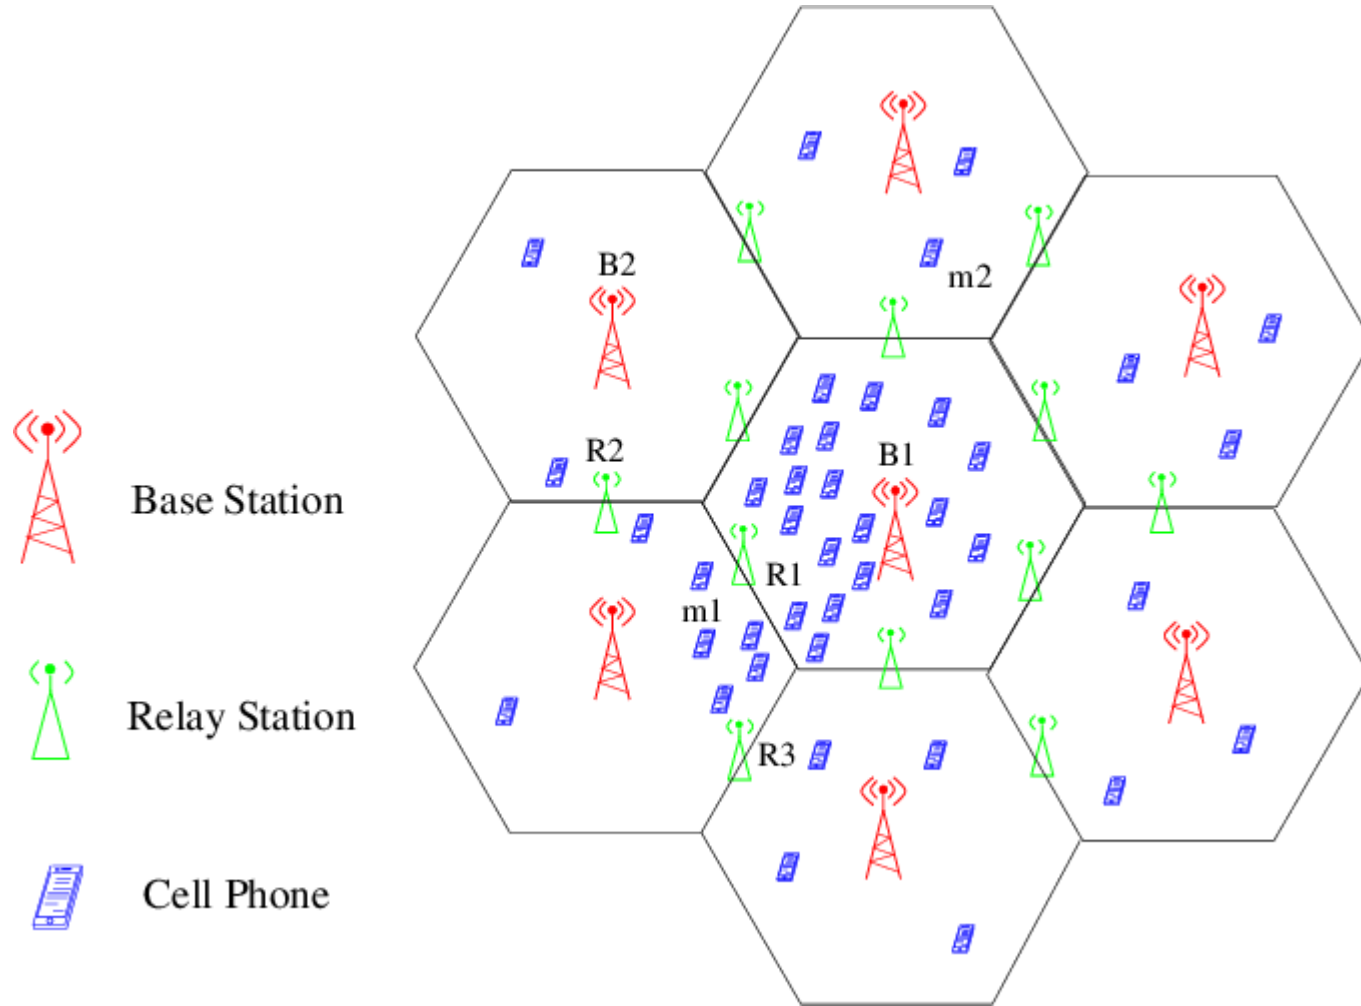 B2
m2
R2
B1
Base Station
R1
m1
Relay Station
R3
Cell Phone